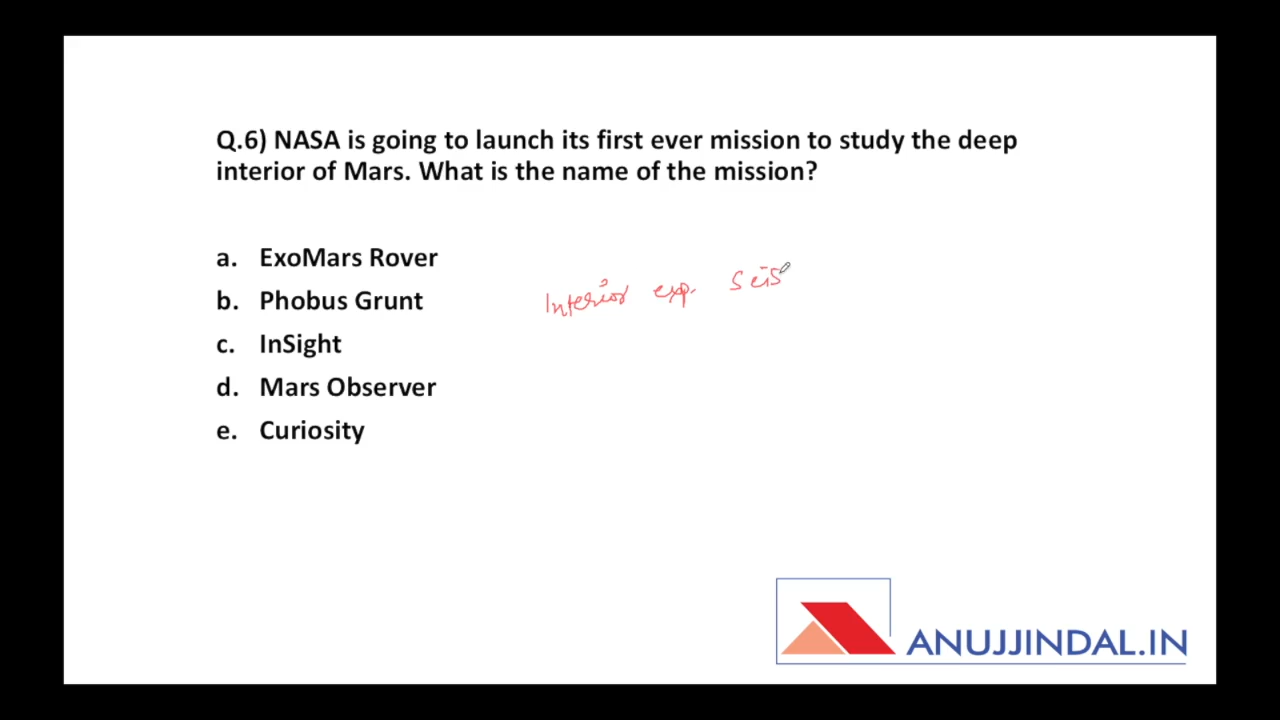 Q.6) NASA is going to launch its first ever mission to study the deep
interior of Mars. What is the name of the mission?
a. ExoMars Rover
b. Phobus Grunt
c. InSight
d. Mars Observer
e. Curiosity
Interior exp. Seis
ANUJJINDAL.IN